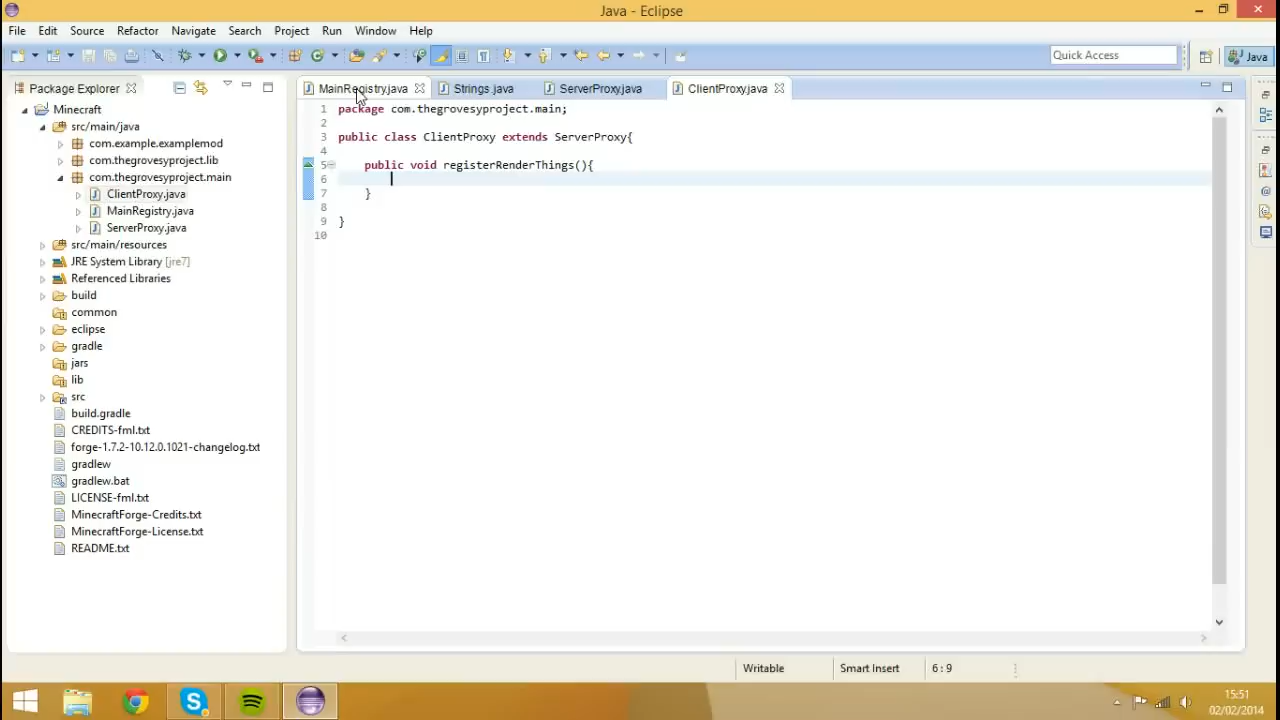 Java - Eclipse
File Edit Source Refactor Navigate Search Project Run Window Help
Quick Access
Java
Package Explorer
MainRegistry.java
Strings.java
ServerProxy.java
ClientProxy.java
Minecraft
src/main/java
com.example.examplemod
com.thegrovesyproject.lib
com.thegrovesyproject.main
ClientProxy.java
MainRegistry.java
ServerProxy.java
src/main/resources
JRE System Library [jre7]
Referenced Libraries
build
common
eclipse
gradle
jars
lib
src
build.gradle
CREDITS-fml.txt
forge-1.7.2-10.12.0.1021-changelog.txt
gradlew
gradlew.bat
LICENSE-fml.txt
MinecraftForge-Credits.txt
MinecraftForge-License.txt
README.txt
1 package com.thegrovesyproject.main;
2
3 public class ClientProxy extends ServerProxy{
4
5 public void registerRenderThings(){
6
7 }
8
9 }
10
Writable
Smart Insert
6 : 9
15:51
02/02/2014